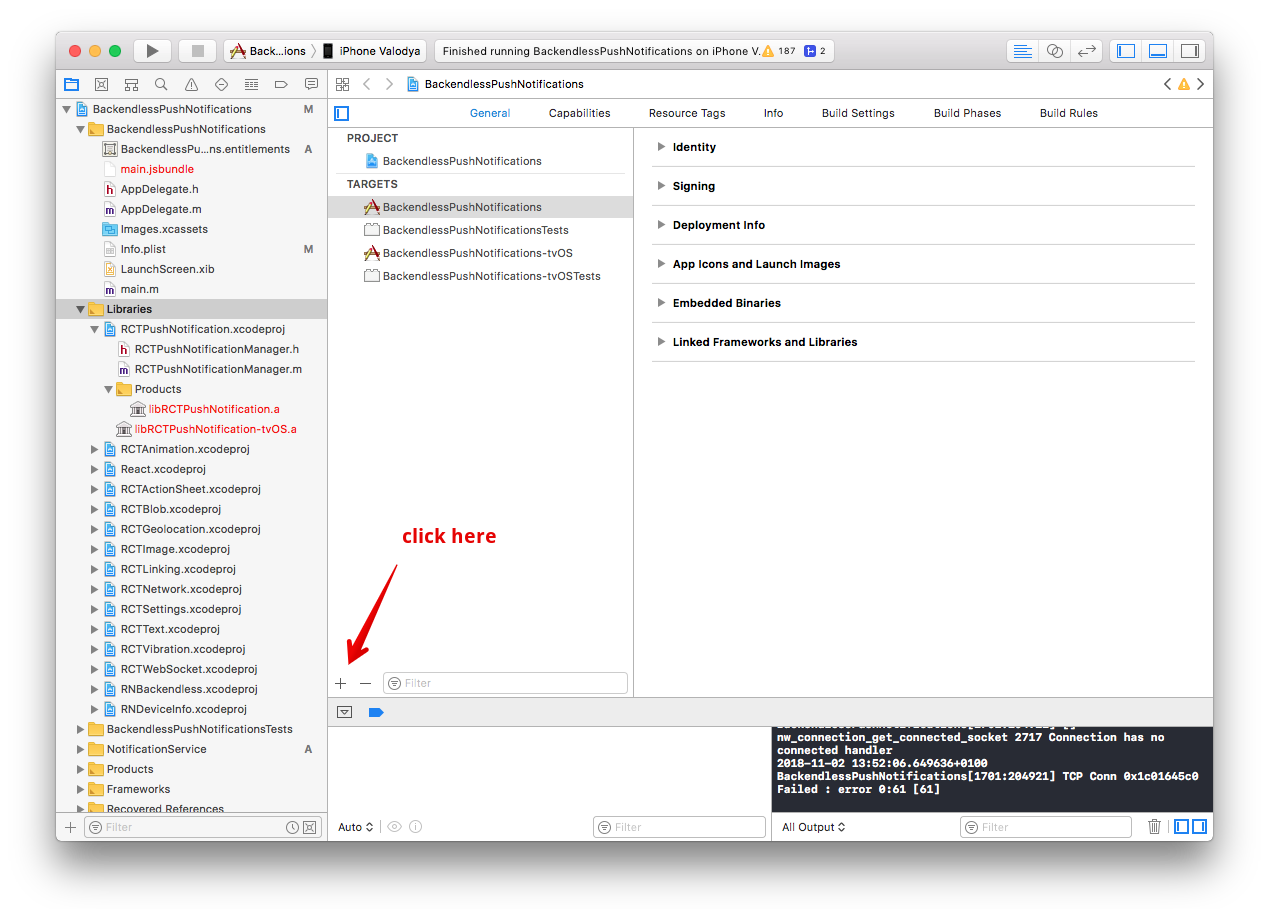 Back...ions
iPhone Valodya
Finished running BackendlessPushNotifications on iPhone V.
187
2
BackendlessPushNotifications
BackendlessPushNotifications M
BackendlessPushNotifications
BackendlessPu...ns.entitlements A
main.jsbundle
h AppDelegate.h
m AppDelegate.m
Images.xcassets
Info.plist M
LaunchScreen.xib
m main.m
Libraries
RCTPushNotification.xcodeproj
h RCTPushNotificationManager.h
m RCTPushNotificationManager.m
Products
libRCTPushNotification.a
libRCTPushNotification-tvOS.a
RCTAnimation.xcodeproj
React.xcodeproj
RCTActionSheet.xcodeproj
RCTBlob.xcodeproj
RCTGeolocation.xcodeproj
RCTImage.xcodeproj
RCTLinking.xcodeproj
RCTNetwork.xcodeproj
RCTSettings.xcodeproj
RCTText.xcodeproj
RCTVibration.xcodeproj
RCTWebSocket.xcodeproj
RNBackendless.xcodeproj
RNDeviceInfo.xcodeproj
BackendlessPushNotificationsTests
NotificationService A
Products
Frameworks
Recovered References
Filter
General Capabilities Resource Tags Info Build Settings Build Phases Build Rules
PROJECT
BackendlessPushNotifications
TARGETS
BackendlessPushNotifications
BackendlessPushNotificationsTests
BackendlessPushNotifications-tvOS
BackendlessPushNotifications-tvOSTests
click here
Filter
Identity
Signing
Deployment Info
App Icons and Launch Images
Embedded Binaries
Linked Frameworks and Libraries
nw_connection_get_connected_socket 2717 Connection has no
connected handler
2018-11-02 13:52:06.649636+0100
BackendlessPushNotifications[1701:204921] TCP Conn 0x1c01645c0
Failed : error 0:61 [61]
Auto
Filter
All Output
Filter